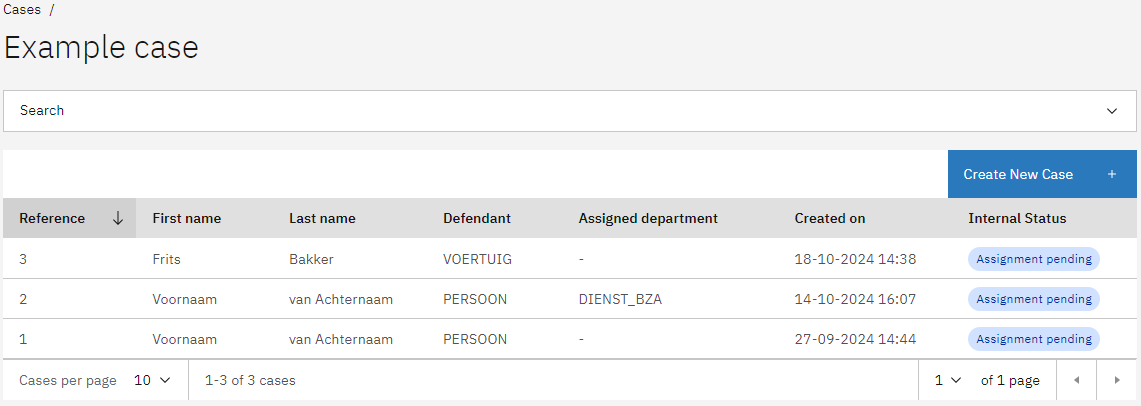 Cases /
Example case
Search
Create New Case +
Reference First name Last name Defendant Assigned department Created on Internal Status
3 Frits Bakker VOERTUIG - 18-10-2024 14:38 Assignment pending
2 Voornaam van Achternaam PERSOON DIENST_BZA 14-10-2024 16:07 Assignment pending
1 Voornaam van Achternaam PERSOON - 27-09-2024 14:44 Assignment pending
Cases per page 10 1-3 of 3 cases 1 of 1 page